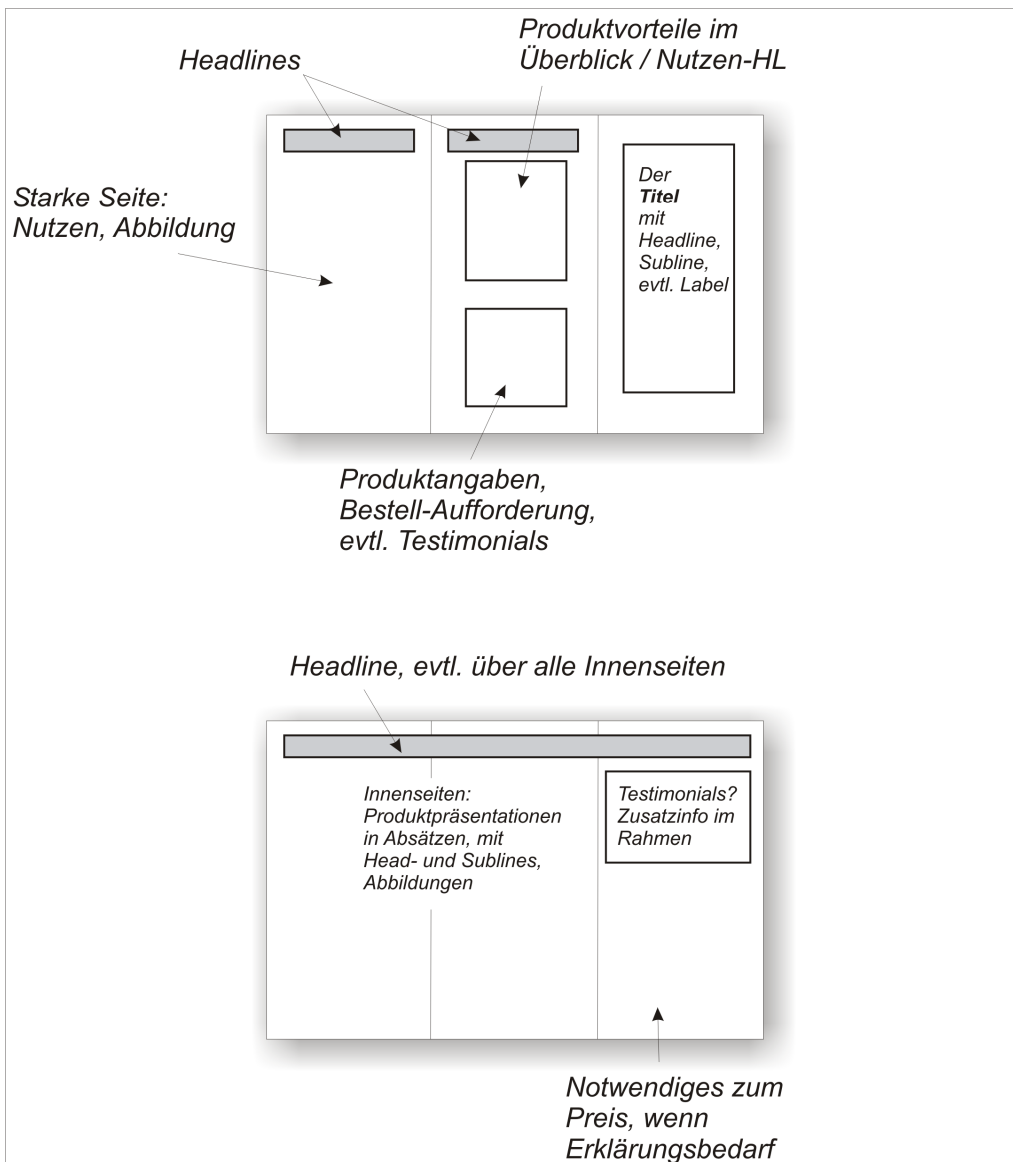 Produktvorteile im
Überblick / Nutzen-HL
Headlines
Starke Seite:
Nutzen, Abbildung
Der
Titel
mit
Headline,
Subline,
evtl. Label
Produktangaben,
Bestell-Aufforderung,
evtl. Testimonials
Headline, evtl. über alle Innenseiten
Innenseiten:
Produktpräsentationen
in Absätzen, mit
Head- und Sublines,
Abbildungen
Testimonials?
Zusatzinfo im
Rahmen
Notwendiges zum
Preis, wenn
Erklärungsbedarf